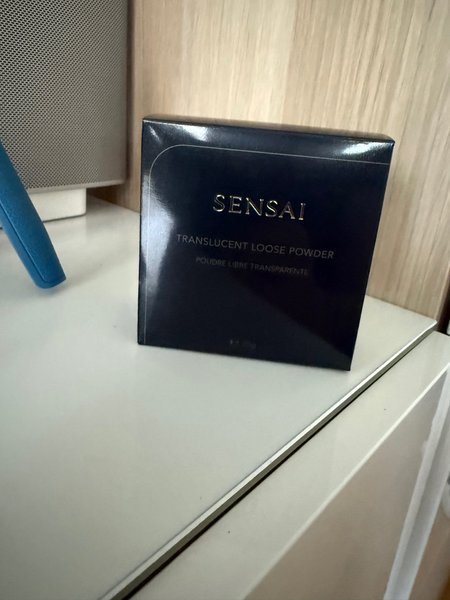 SENSAI
TRANSLUCENT LOOSE POWDER
POUDRE LIBRE TRANSPARENTE